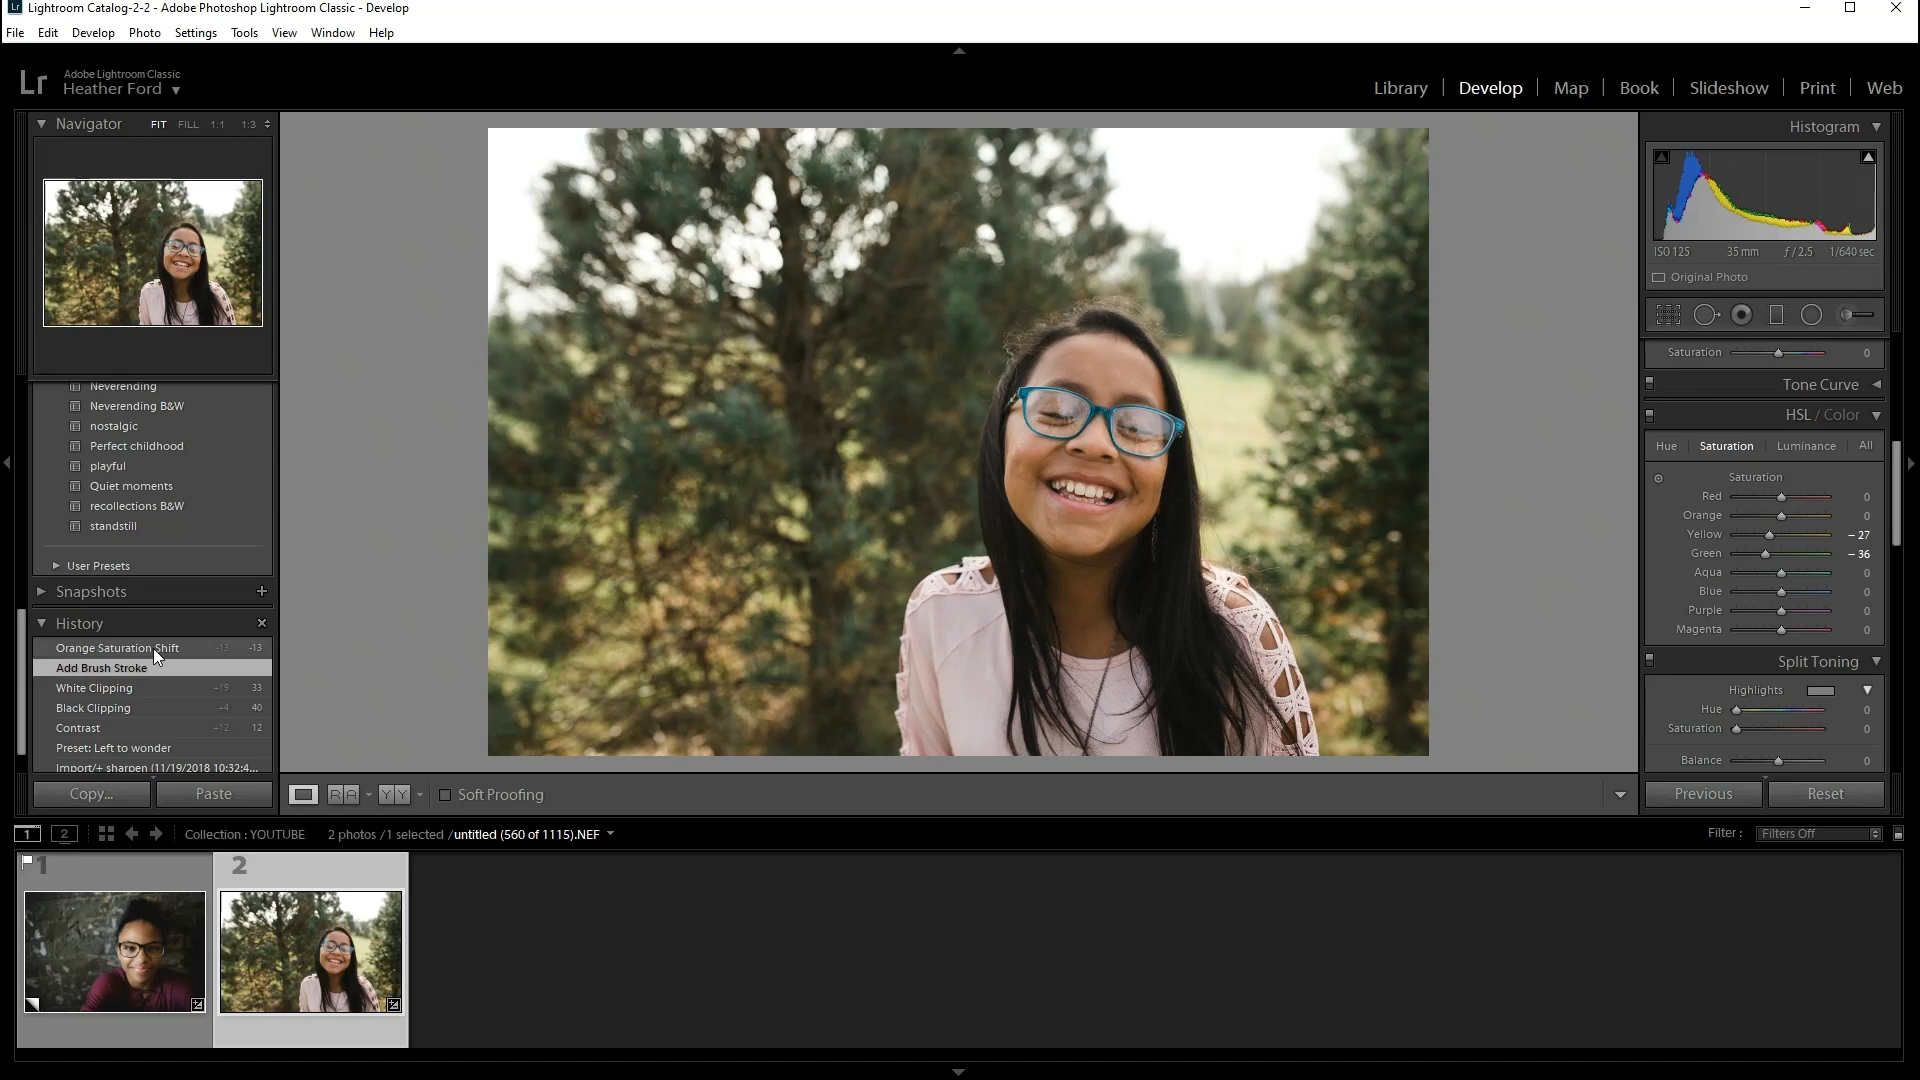 Lr Lightroom Catalog-2-2 - Adobe Photoshop Lightroom Classic - Develop
File Edit Develop Photo Settings Tools View Window Help
Lr Adobe Lightroom Classic
Heather Ford
Library Develop Map Book Slideshow Print Web
Navigator FIT FILL 1:1 1:3
Neverending
Neverending B&W
nostalgic
Perfect childhood
playful
Quiet moments
recollections B&W
standstill
User Presets
Snapshots
History
Orange Saturation Shift -13 -13
Add Brush Stroke
White Clipping -19 33
Black Clipping -4 40
Contrast -12 12
Preset: Left to wonder
Import/+ sharpen (11/19/2018 10:32:4...
Copy... Paste
R A Y Y Soft Proofing
Histogram
ISO 125 35 mm ƒ / 2.5 1/640 sec
Original Photo
Saturation 0
Tone Curve
HSL / Color
Hue Saturation Luminance All
Saturation
Red 0
Orange 0
Yellow - 27
Green - 36
Aqua 0
Blue 0
Purple 0
Magenta 0
Split Toning
Highlights
Hue 0
Saturation 0
Balance 0
Previous Reset
1 2 Collection : YOUTUBE 2 photos / 1 selected / untitled (560 of 1115).NEF Filter : Filters Off
1 2